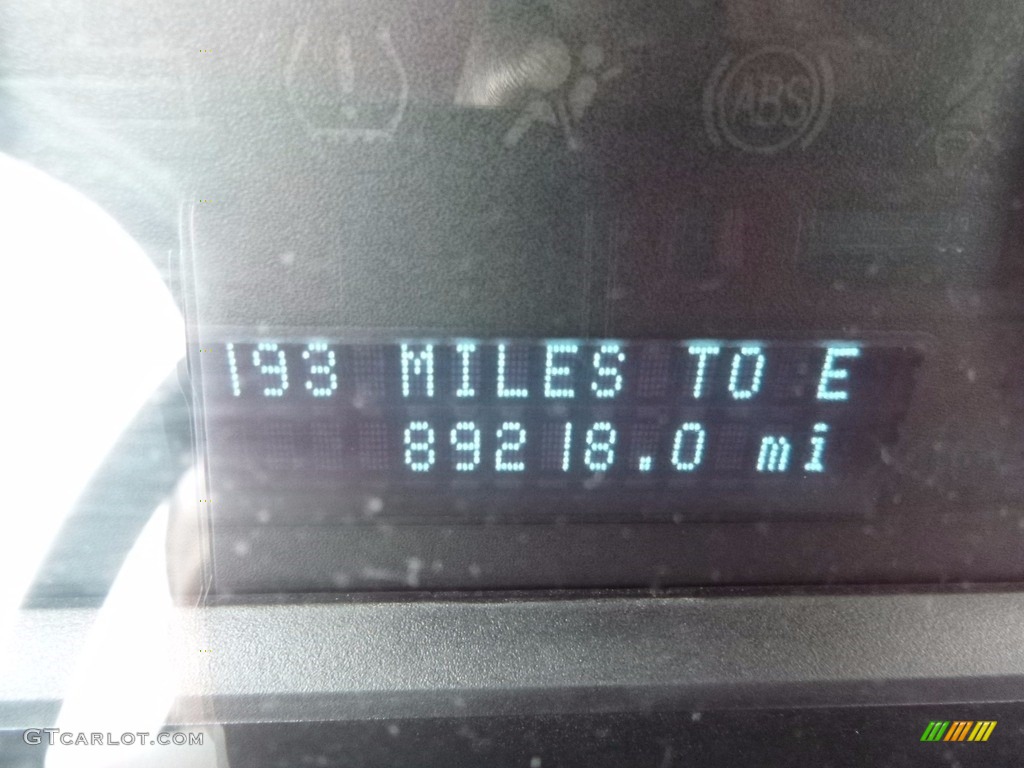 ABS
193 MILES TO E
89218.0 mi
GTCARLOT.COM